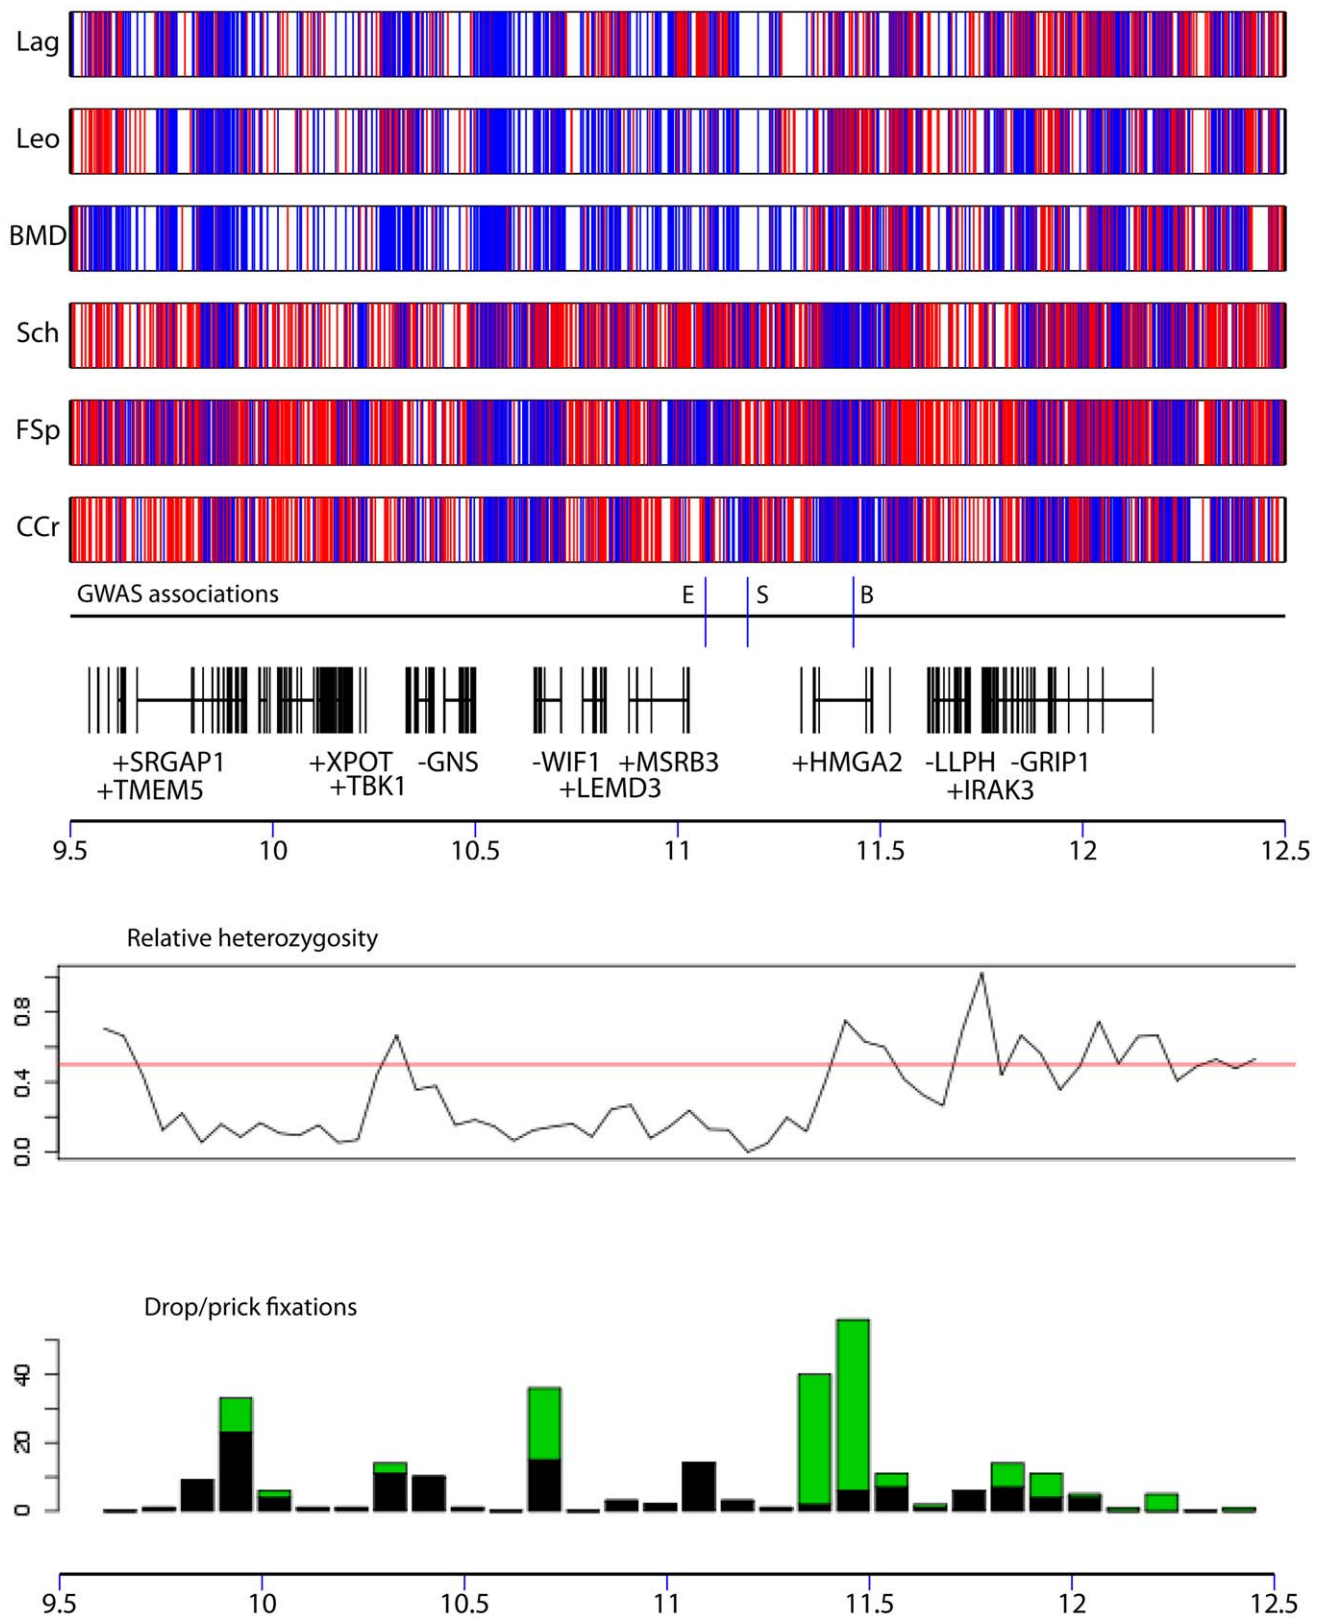 Lag
Leo
BMD
Sch
FSp
CCr
GWAS associations E S B
+SRGAP1 +XPOT -GNS -WIF1 +MSRB3 +HMGA2 -LLPH -GRIP1
+TMEM5 +TBK1 +LEMD3 +IRAK3
9.5 10 10.5 11 11.5 12 12.5
Relative heterozygosity
0.8
0.4
0.0
Drop/prick fixations
40
20
0
9.5 10 10.5 11 11.5 12 12.5